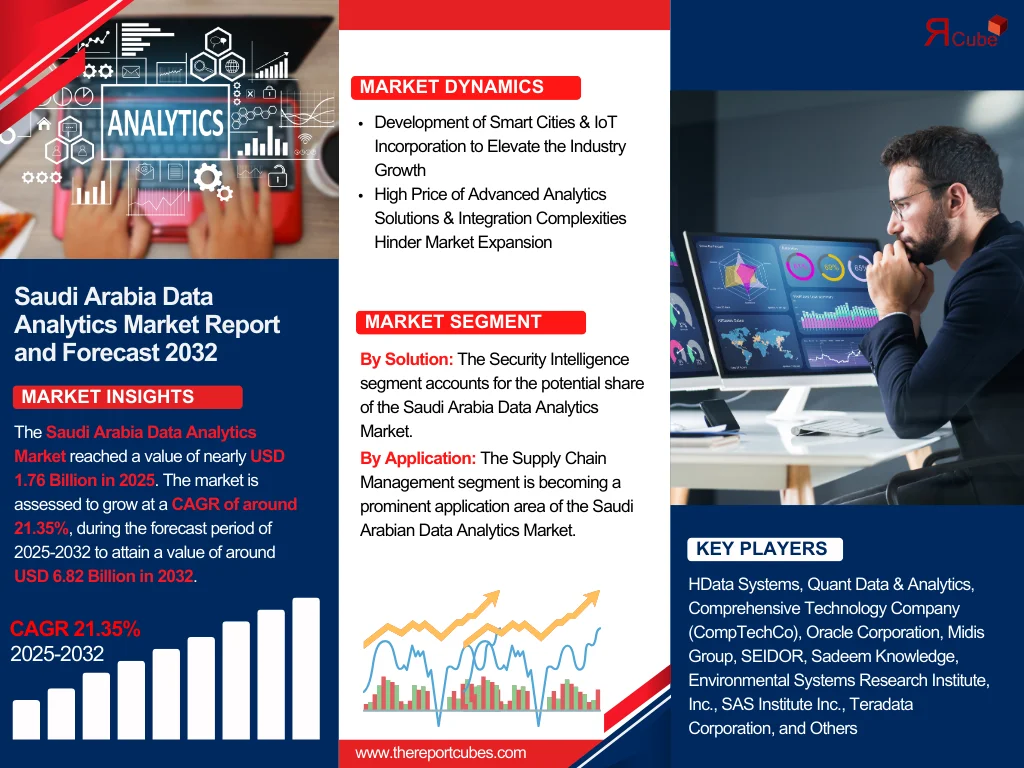 ANALYTICS
Saudi Arabia Data
Analytics Market Report
and Forecast 2032
MARKET INSIGHTS
The Saudi Arabia Data Analytics
Market reached a value of nearly USD
1.76 Billion in 2025. The market is
assessed to grow at a CAGR of around
21.35%, during the forecast period of
2025-2032 to attain a value of around
USD 6.82 Billion in 2032.
CAGR 21.35%
2025-2032
MARKET DYNAMICS
• Development of Smart Cities & IoT
Incorporation to Elevate the Industry
Growth
• High Price of Advanced Analytics
Solutions & Integration Complexities
Hinder Market Expansion
MARKET SEGMENT
By Solution: The Security Intelligence
segment accounts for the potential share
of the Saudi Arabia Data Analytics
Market.
By Application: The Supply Chain
Management segment is becoming a
prominent application area of the Saudi
Arabian Data Analytics Market.
www.thereportcubes.com
Cube
KEY PLAYERS
HData Systems, Quant Data & Analytics,
Comprehensive Technology Company
(CompTechCo), Oracle Corporation, Midis
Group, SEIDOR, Sadeem Knowledge,
Environmental Systems Research Institute,
Inc., SAS Institute Inc., Teradata
Corporation, and Others